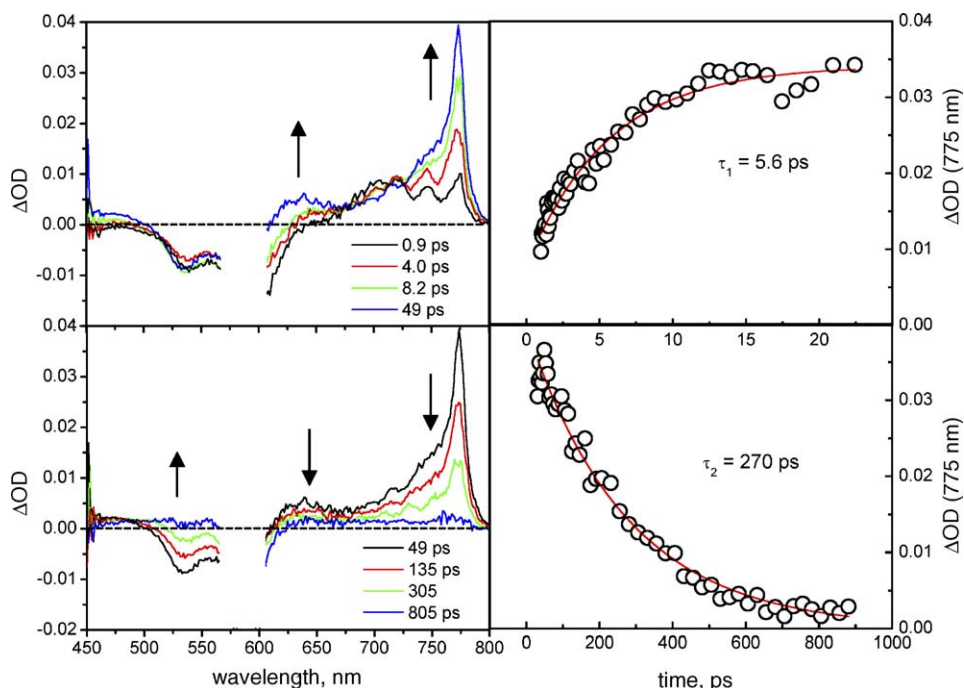 0.04
0.03
0.02
0.01
0.00
-0.01
ΔOD
0.9 ps
4.0 ps
8.2 ps
49 ps
0.04
0.03
0.02
0.01
0.00
ΔOD (775 nm)
τ1 = 5.6 ps
0 5 10 15 20
0.04
0.03
0.02
0.01
0.00
-0.01
-0.02
ΔOD
49 ps
135 ps
305
805 ps
450 500 550 600 650 700 750 800
wavelength, nm
0.03
0.02
0.01
0.00
ΔOD (775 nm)
τ2 = 270 ps
0 200 400 600 800 1000
time, ps